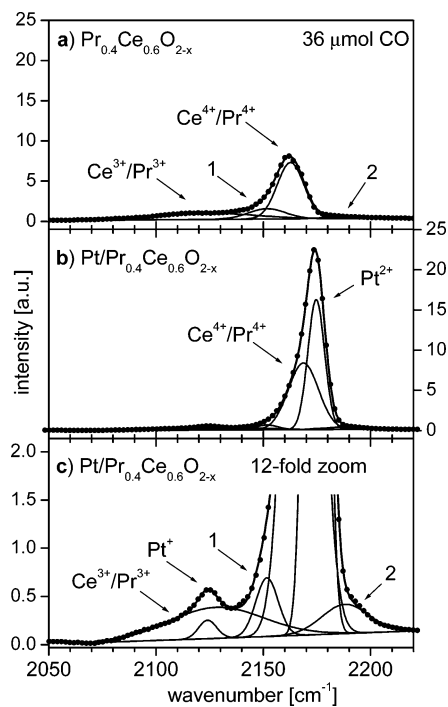 a) Pr0.4Ce0.6O2-x 36 μmol CO
Ce4+/Pr4+
Ce3+/Pr3+ 1 2
25
20
15
10
5
0
b) Pt/Pr0.4Ce0.6O2-x
Pt2+
Ce4+/Pr4+
25
20
15
10
5
0
intensity [a.u.]
c) Pt/Pr0.4Ce0.6O2-x 12-fold zoom
1
Pt+
Ce3+/Pr3+ 2
2.0
1.5
1.0
0.5
0.0
2050 2100 2150 2200
wavenumber [cm-1]